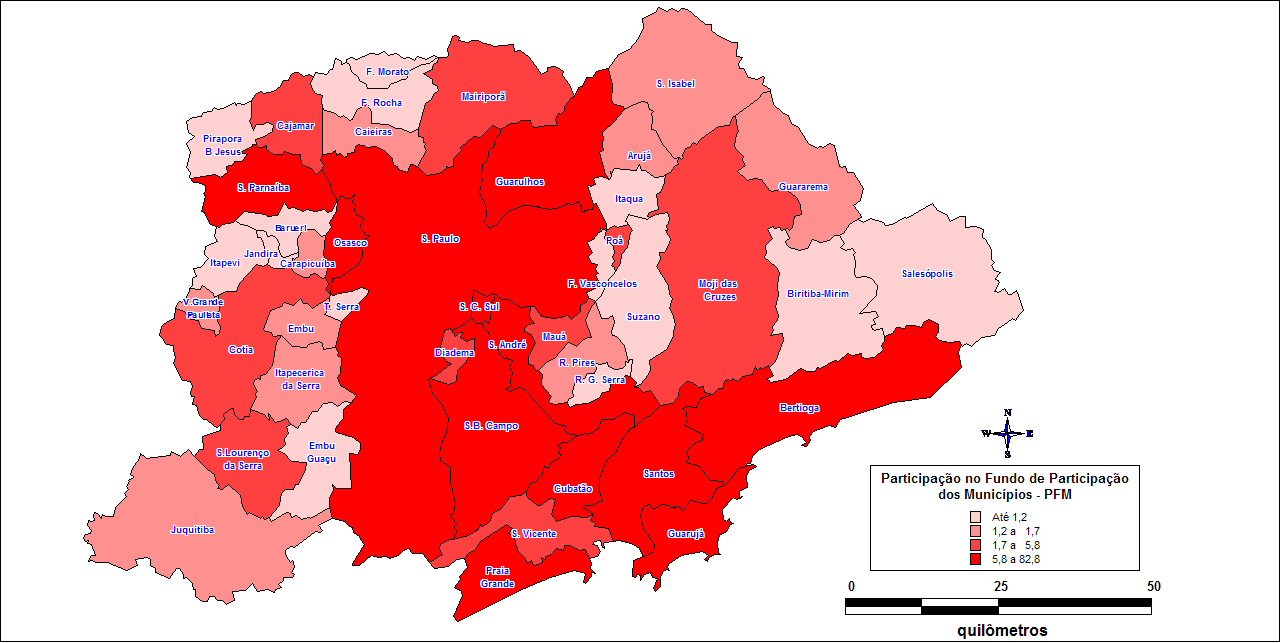 F. Morato
S. Isabel
Mairiporã
F. Rocha
Cajamar
Caieiras
Pirapora
B Jesus
Arujá
Guarulhos
S. Parnaíba
Guararema
Itaqua
Barueri
Osasco
S. Paulo
Roá
Jandira
Itapevi
Carapicuíba
Salesópolis
F. Vasconcelos
Moji das
Cruzes
Biritiba-Mirim
V.Grande
Paulista
T. Serra
S. C. Sul
Suzano
Embu
Mauá
S. André
Cotia
Diadema
R. Pires
Itapecerica
da Serra
R. G. Serra
Bertioga
S.B. Campo
Embu
Guaçu
S.Lourenço
da Serra
Santos
Cubatão
Juquitiba
S. Vicente
Guarujá
Praia
Grande
N
W E
S
Participação no Fundo de Participação
dos Municípios - PFM
Até 1,2
1,2 a 1,7
1,7 a 5,8
5,8 a 82,8
0 25 50
quilômetros